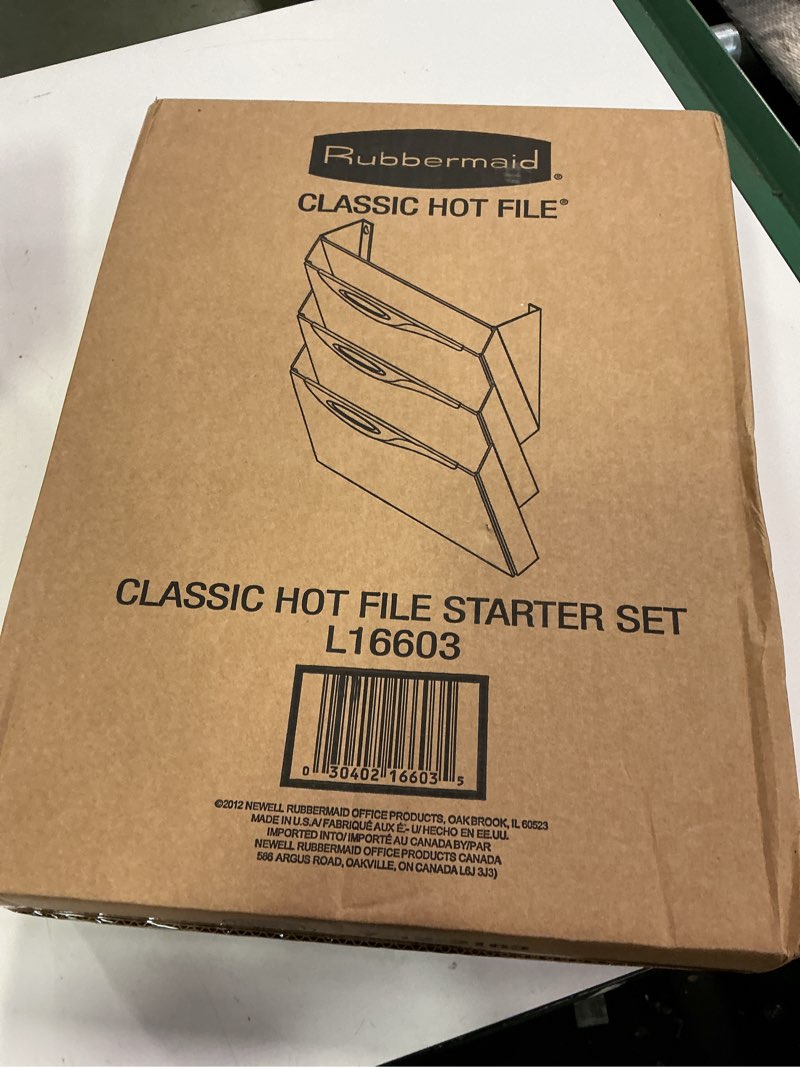 Rubbermaid®
CLASSIC HOT FILE®
CLASSIC HOT FILE STARTER SET
L16603
0 30402 16603 5
©2012 NEWELL RUBBERMAID OFFICE PRODUCTS, OAKBROOK, IL 60523
MADE IN U.S.A/ FABRIQUÉ AUX É.- U/ HECHO EN EE.UU.
IMPORTED INTO/ IMPORTÉ AU CANADA BY/PAR
NEWELL RUBBERMAID OFFICE PRODUCTS CANADA
586 ARGUS ROAD, OAKVILLE, ON CANADA L6J 3J3)